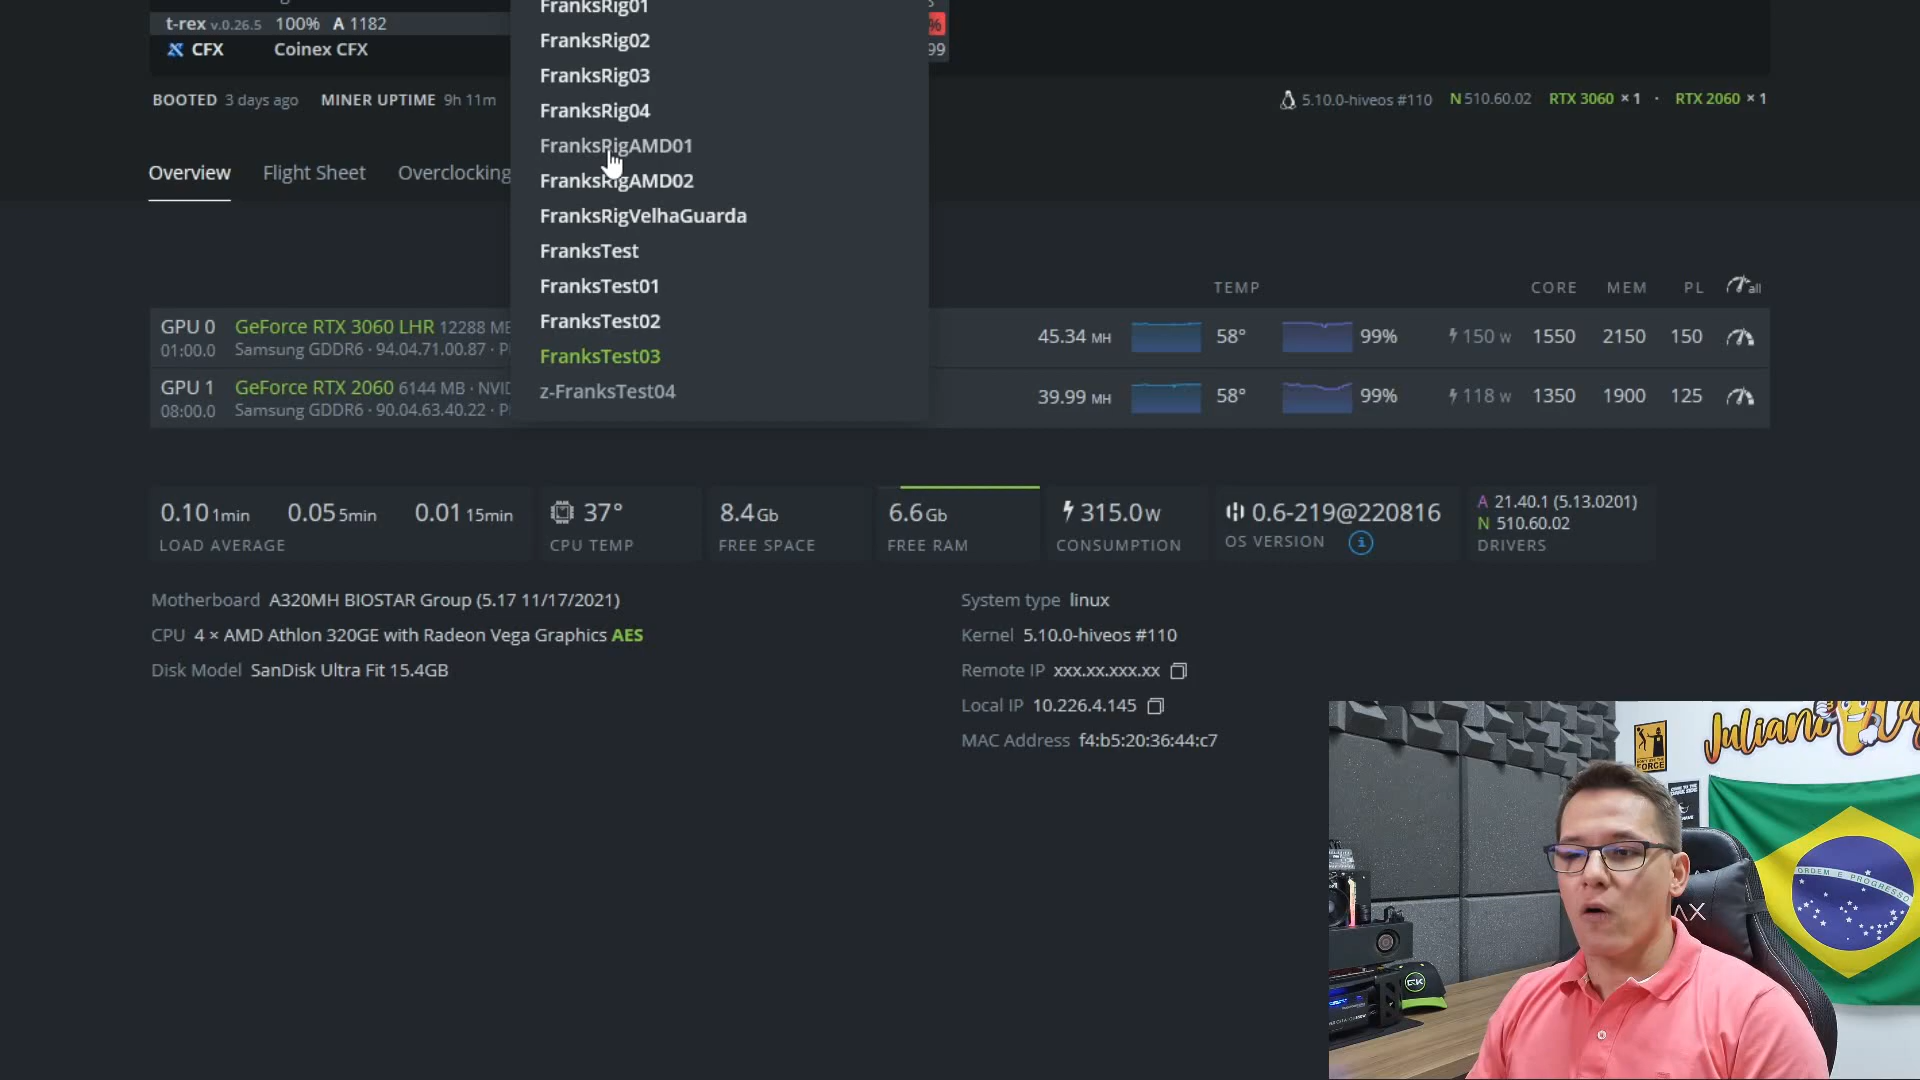 FranksRig01
t-rex v.0.26.5 100% A 1182
%
CFX Coinex CFX
99
FranksRig02
FranksRig03
FranksRig04
FranksRigAMD01
FranksRigAMD02
FranksRigVelhaGuarda
FranksTest
FranksTest01
FranksTest02
FranksTest03
z-FranksTest04
BOOTED 3 days ago MINER UPTIME 9h 11m
5.10.0-hiveos #110 N 510.60.02 RTX 3060 × 1 · RTX 2060 × 1
Overview Flight Sheet Overclocking
TEMP CORE MEM PL all
GPU 0 GeForce RTX 3060 LHR 12288 MB
01:00.0 Samsung GDDR6 · 94.04.71.00.87 · P
45.34 MH 58° 99% 150 W 1550 2150 150
GPU 1 GeForce RTX 2060 6144 MB · NVID
08:00.0 Samsung GDDR6 · 90.04.63.40.22 · P
39.99 MH 58° 99% 118 W 1350 1900 125
0.10 1min 0.05 5min 0.01 15min
LOAD AVERAGE
37°
CPU TEMP
8.4 Gb
FREE SPACE
6.6 Gb
FREE RAM
315.0 W
CONSUMPTION
0.6-219@220816
OS VERSION i
A 21.40.1 (5.13.0201)
N 510.60.02
DRIVERS
Motherboard A320MH BIOSTAR Group (5.17 11/17/2021)
CPU 4 × AMD Athlon 320GE with Radeon Vega Graphics AES
Disk Model SanDisk Ultra Fit 15.4GB
System type linux
Kernel 5.10.0-hiveos #110
Remote IP xxx.xx.xxx.xx
Local IP 10.226.4.145
MAC Address f4:b5:20:36:44:c7
Juliano
FORCE
ORDEM E PROGRESSO
AX